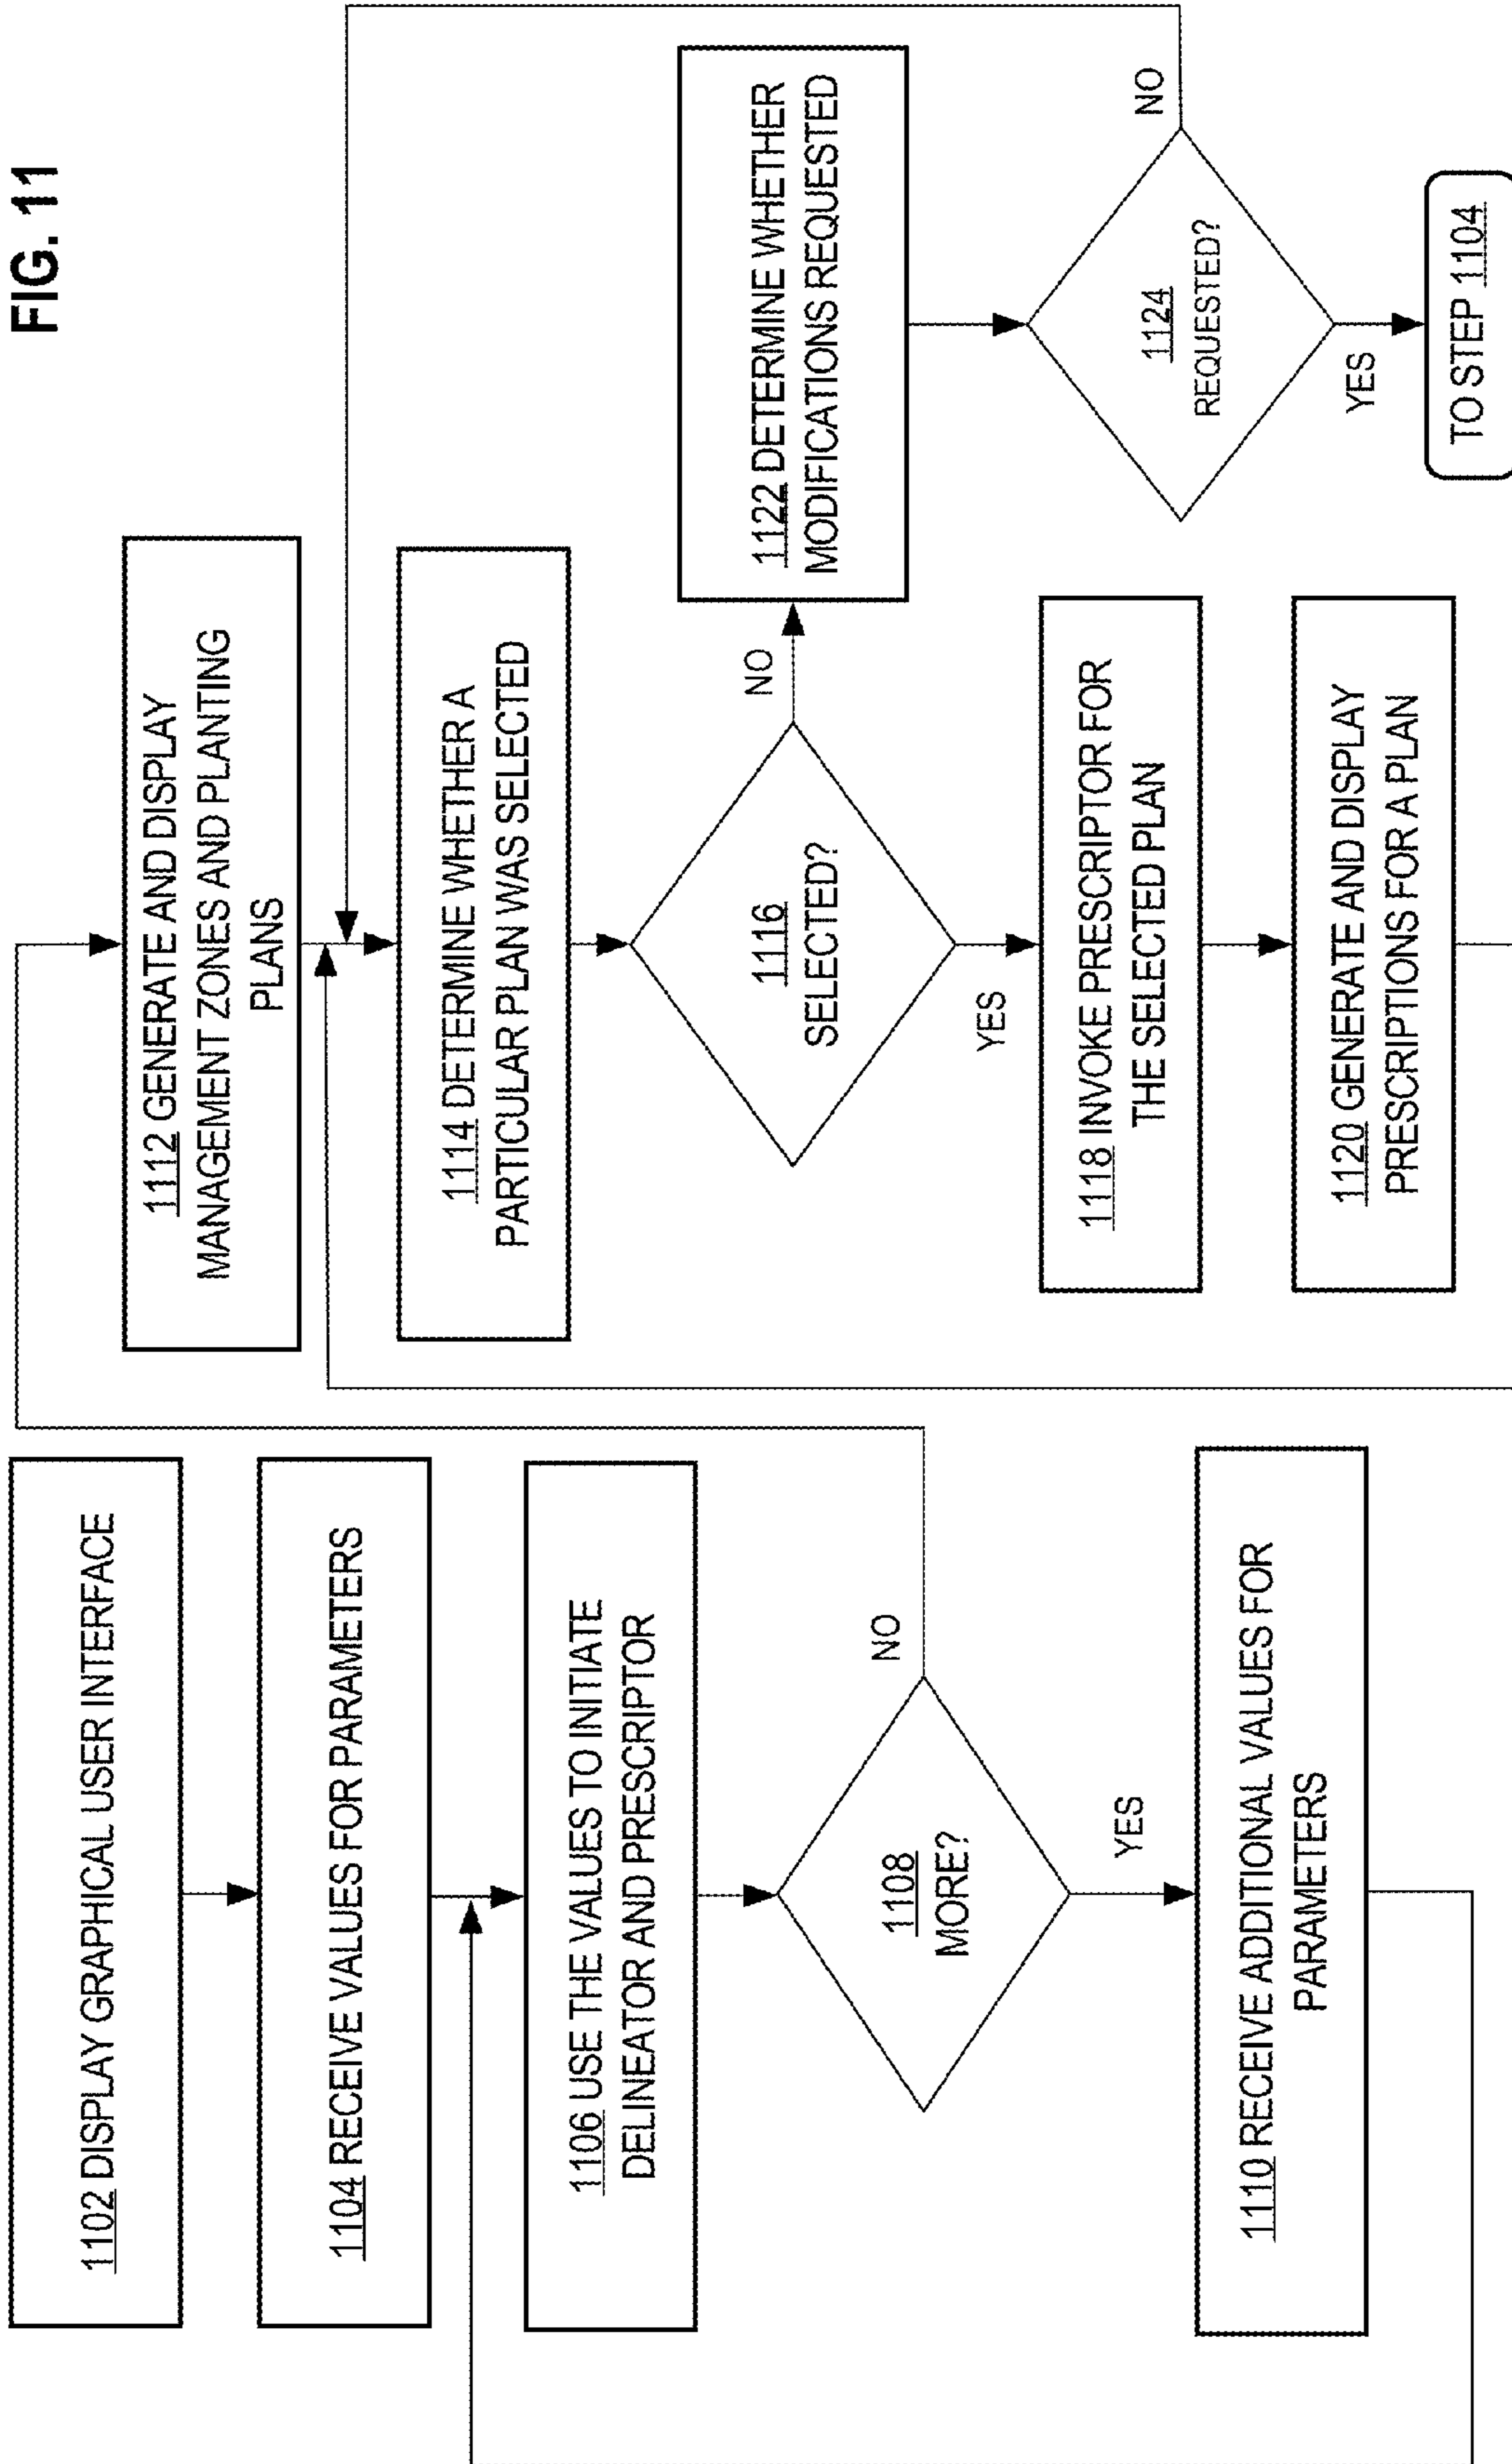 FIG. 11
1102 DISPLAY GRAPHICAL USER INTERFACE
1104 RECEIVE VALUES FOR PARAMETERS
1106 USE THE VALUES TO INITIATE
DELINEATOR AND PRESCRIPTOR
1108
MORE?
NO
YES
1110 RECEIVE ADDITIONAL VALUES FOR
PARAMETERS
1112 GENERATE AND DISPLAY
MANAGEMENT ZONES AND PLANTING
PLANS
1114 DETERMINE WHETHER A
PARTICULAR PLAN WAS SELECTED
1116
SELECTED?
NO
YES
1118 INVOKE PRESCRIPTOR FOR
THE SELECTED PLAN
1120 GENERATE AND DISPLAY
PRESCRIPTIONS FOR A PLAN
1122 DETERMINE WHETHER
MODIFICATIONS REQUESTED
1124
REQUESTED?
NO
YES
TO STEP 1104